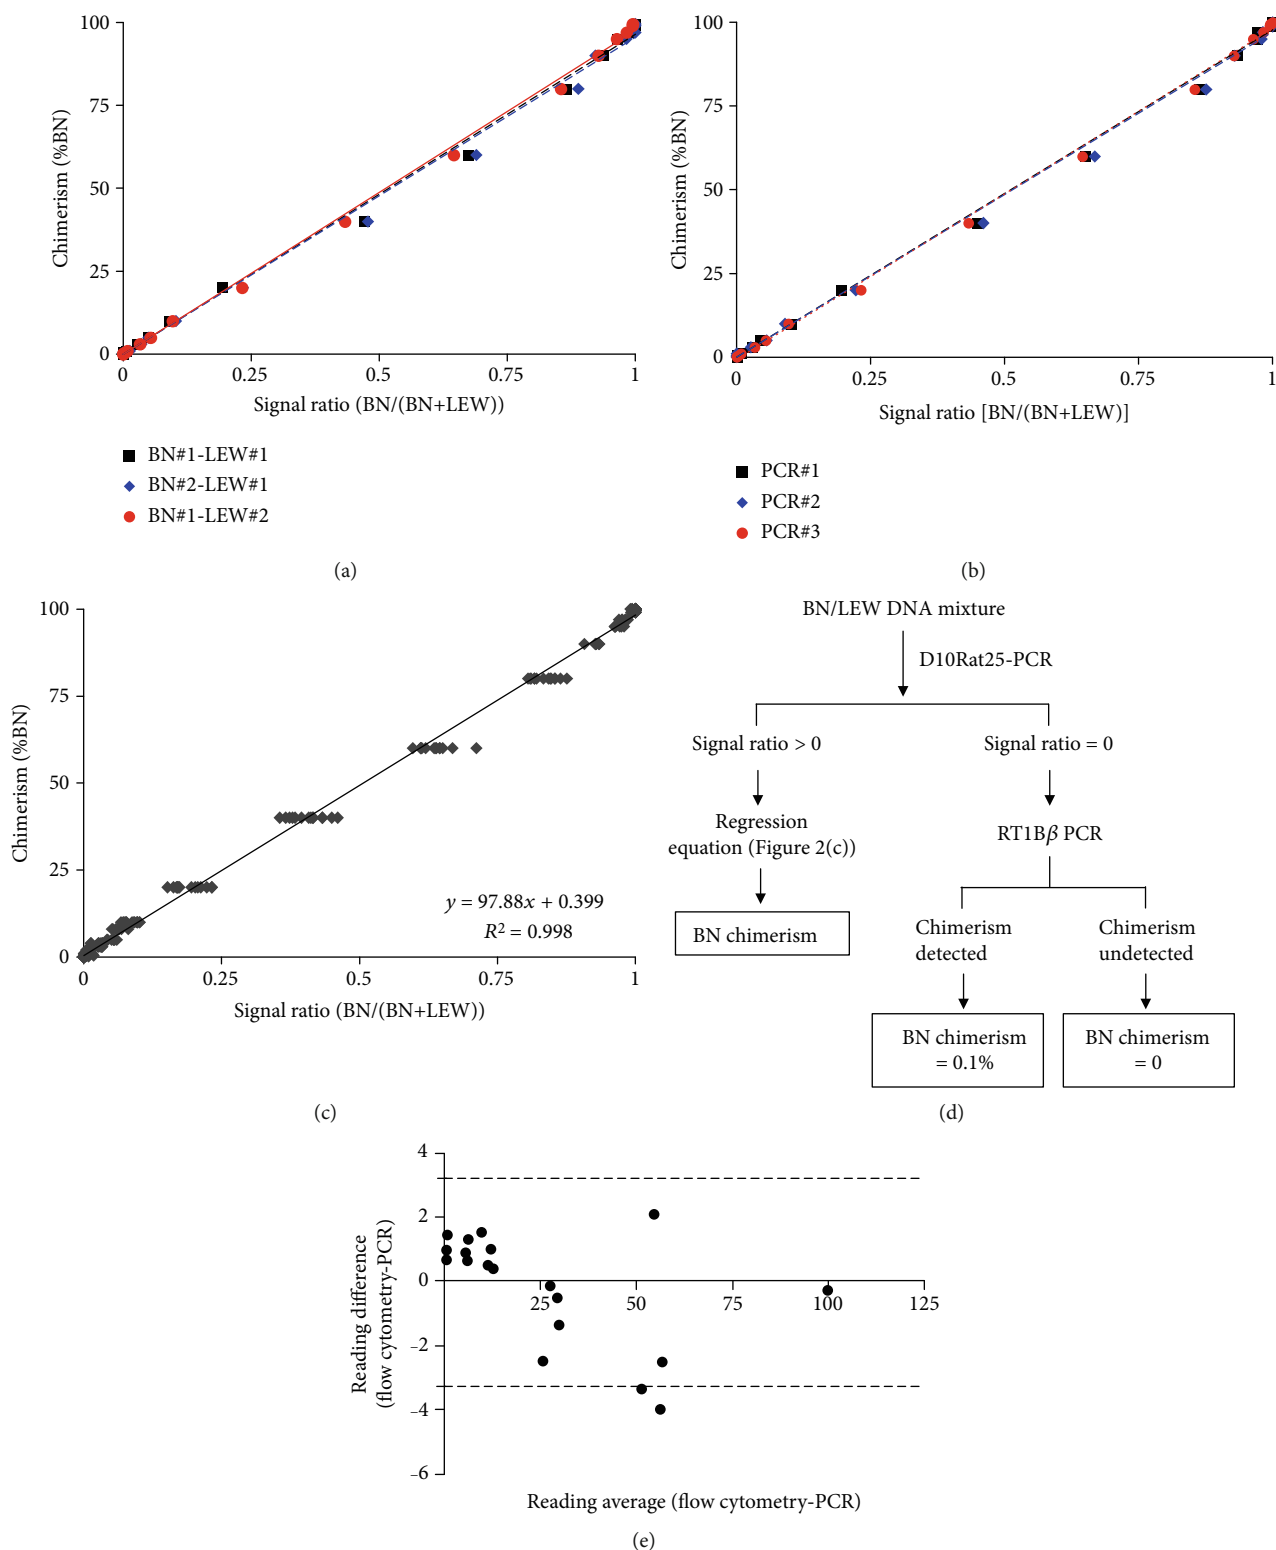 100
75
50
25
0
Chimerism (%BN)
0 0.25 0.5 0.75 1
Signal ratio (BN/(BN+LEW))
BN#1-LEW#1
BN#2-LEW#1
BN#1-LEW#2
(a)
100
75
50
25
0
Chimerism (%BN)
0 0.25 0.5 0.75 1
Signal ratio [BN/(BN+LEW)]
PCR#1
PCR#2
PCR#3
(b)
100
75
50
25
0
Chimerism (%BN)
y = 97.88x + 0.399
R² = 0.998
0 0.25 0.5 0.75 1
Signal ratio (BN/(BN+LEW))
(c)
BN/LEW DNA mixture
D10Rat25-PCR
Signal ratio > 0
Signal ratio = 0
Regression
equation (Figure 2(c))
RT1Bβ PCR
BN chimerism
Chimerism
detected
Chimerism
undetected
BN chimerism
= 0.1%
BN chimerism
= 0
(d)
4
2
0
–2
–4
–6
Reading difference
(flow cytometry-PCR)
25 50 75 100 125
Reading average (flow cytometry-PCR)
(e)